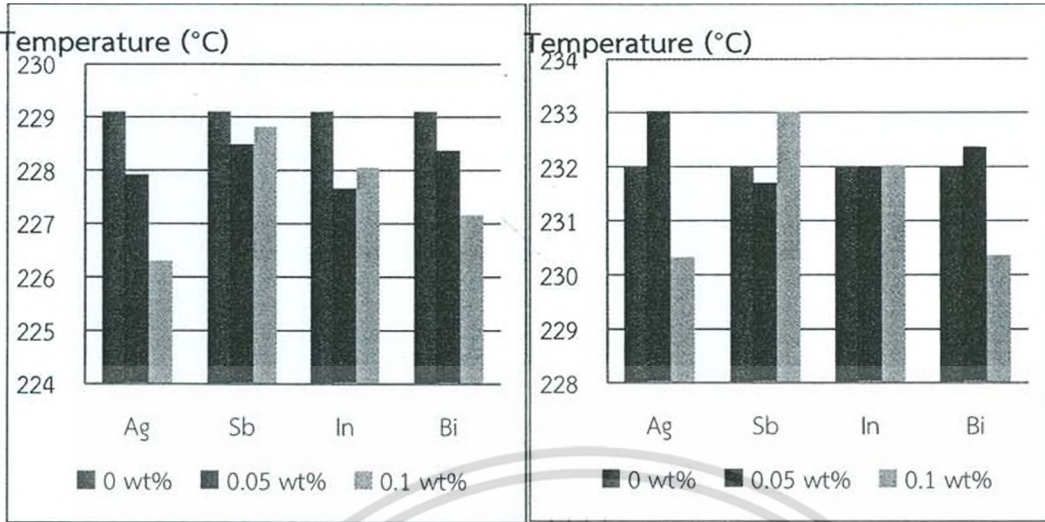 Temperature (°C)
230
229
228
227
226
225
224
Ag Sb In Bi
0 wt% 0.05 wt% 0.1 wt%
Temperature (°C)
234
233
232
231
230
229
228
Ag Sb In Bi
0 wt% 0.05 wt% 0.1 wt%